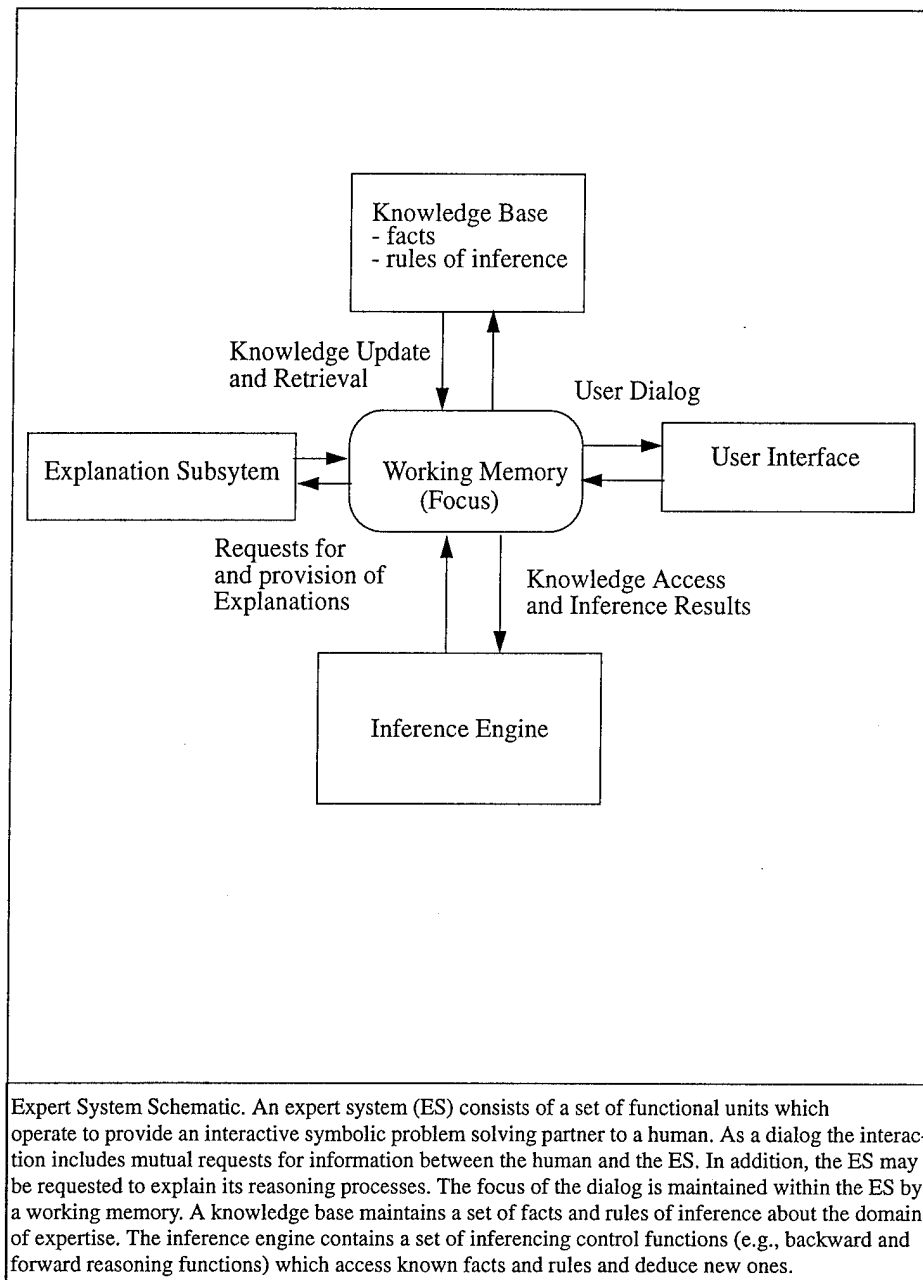 Knowledge Base
- facts
- rules of inference
Knowledge Update
and Retrieval
User Dialog
Explanation Subsytem
Working Memory
(Focus)
User Interface
Requests for
and provision of
Explanations
Knowledge Access
and Inference Results
Inference Engine
Expert System Schematic. An expert system (ES) consists of a set of functional units which
operate to provide an interactive symbolic problem solving partner to a human. As a dialog the interac-
tion includes mutual requests for information between the human and the ES. In addition, the ES may
be requested to explain its reasoning processes. The focus of the dialog is maintained within the ES by
a working memory. A knowledge base maintains a set of facts and rules of inference about the domain
of expertise. The inference engine contains a set of inferencing control functions (e.g., backward and
forward reasoning functions) which access known facts and rules and deduce new ones.